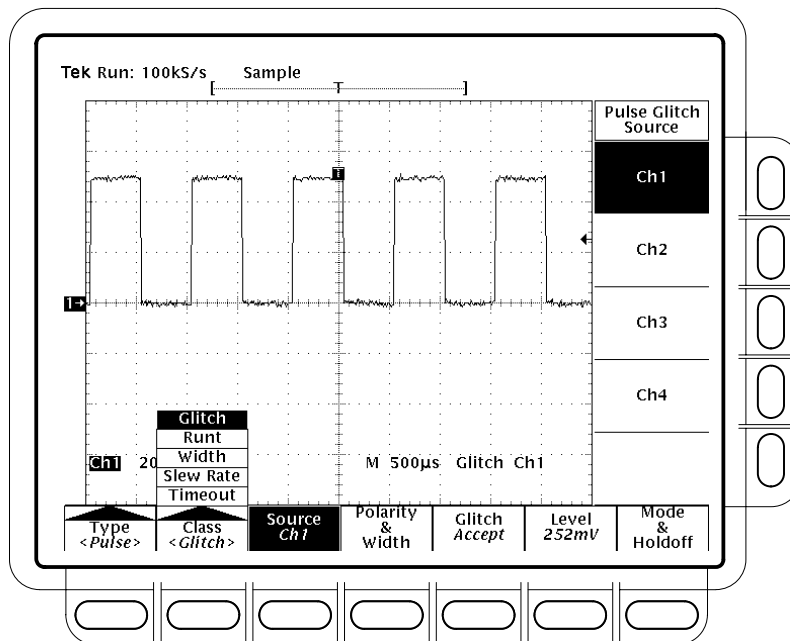 Tek Run: 100kS/s Sample
[ T ]
Pulse Glitch
Source
Ch1
T
Ch2
1
Ch3
Ch4
Glitch
Runt
Width
Slew Rate
Timeout
Ch1 20 M 500µs Glitch Ch1
Type
<Pulse>
Class
<Glitch>
Source
Ch1
Polarity
&
Width
Glitch
Accept
Level
252mV
Mode
&
Holdoff